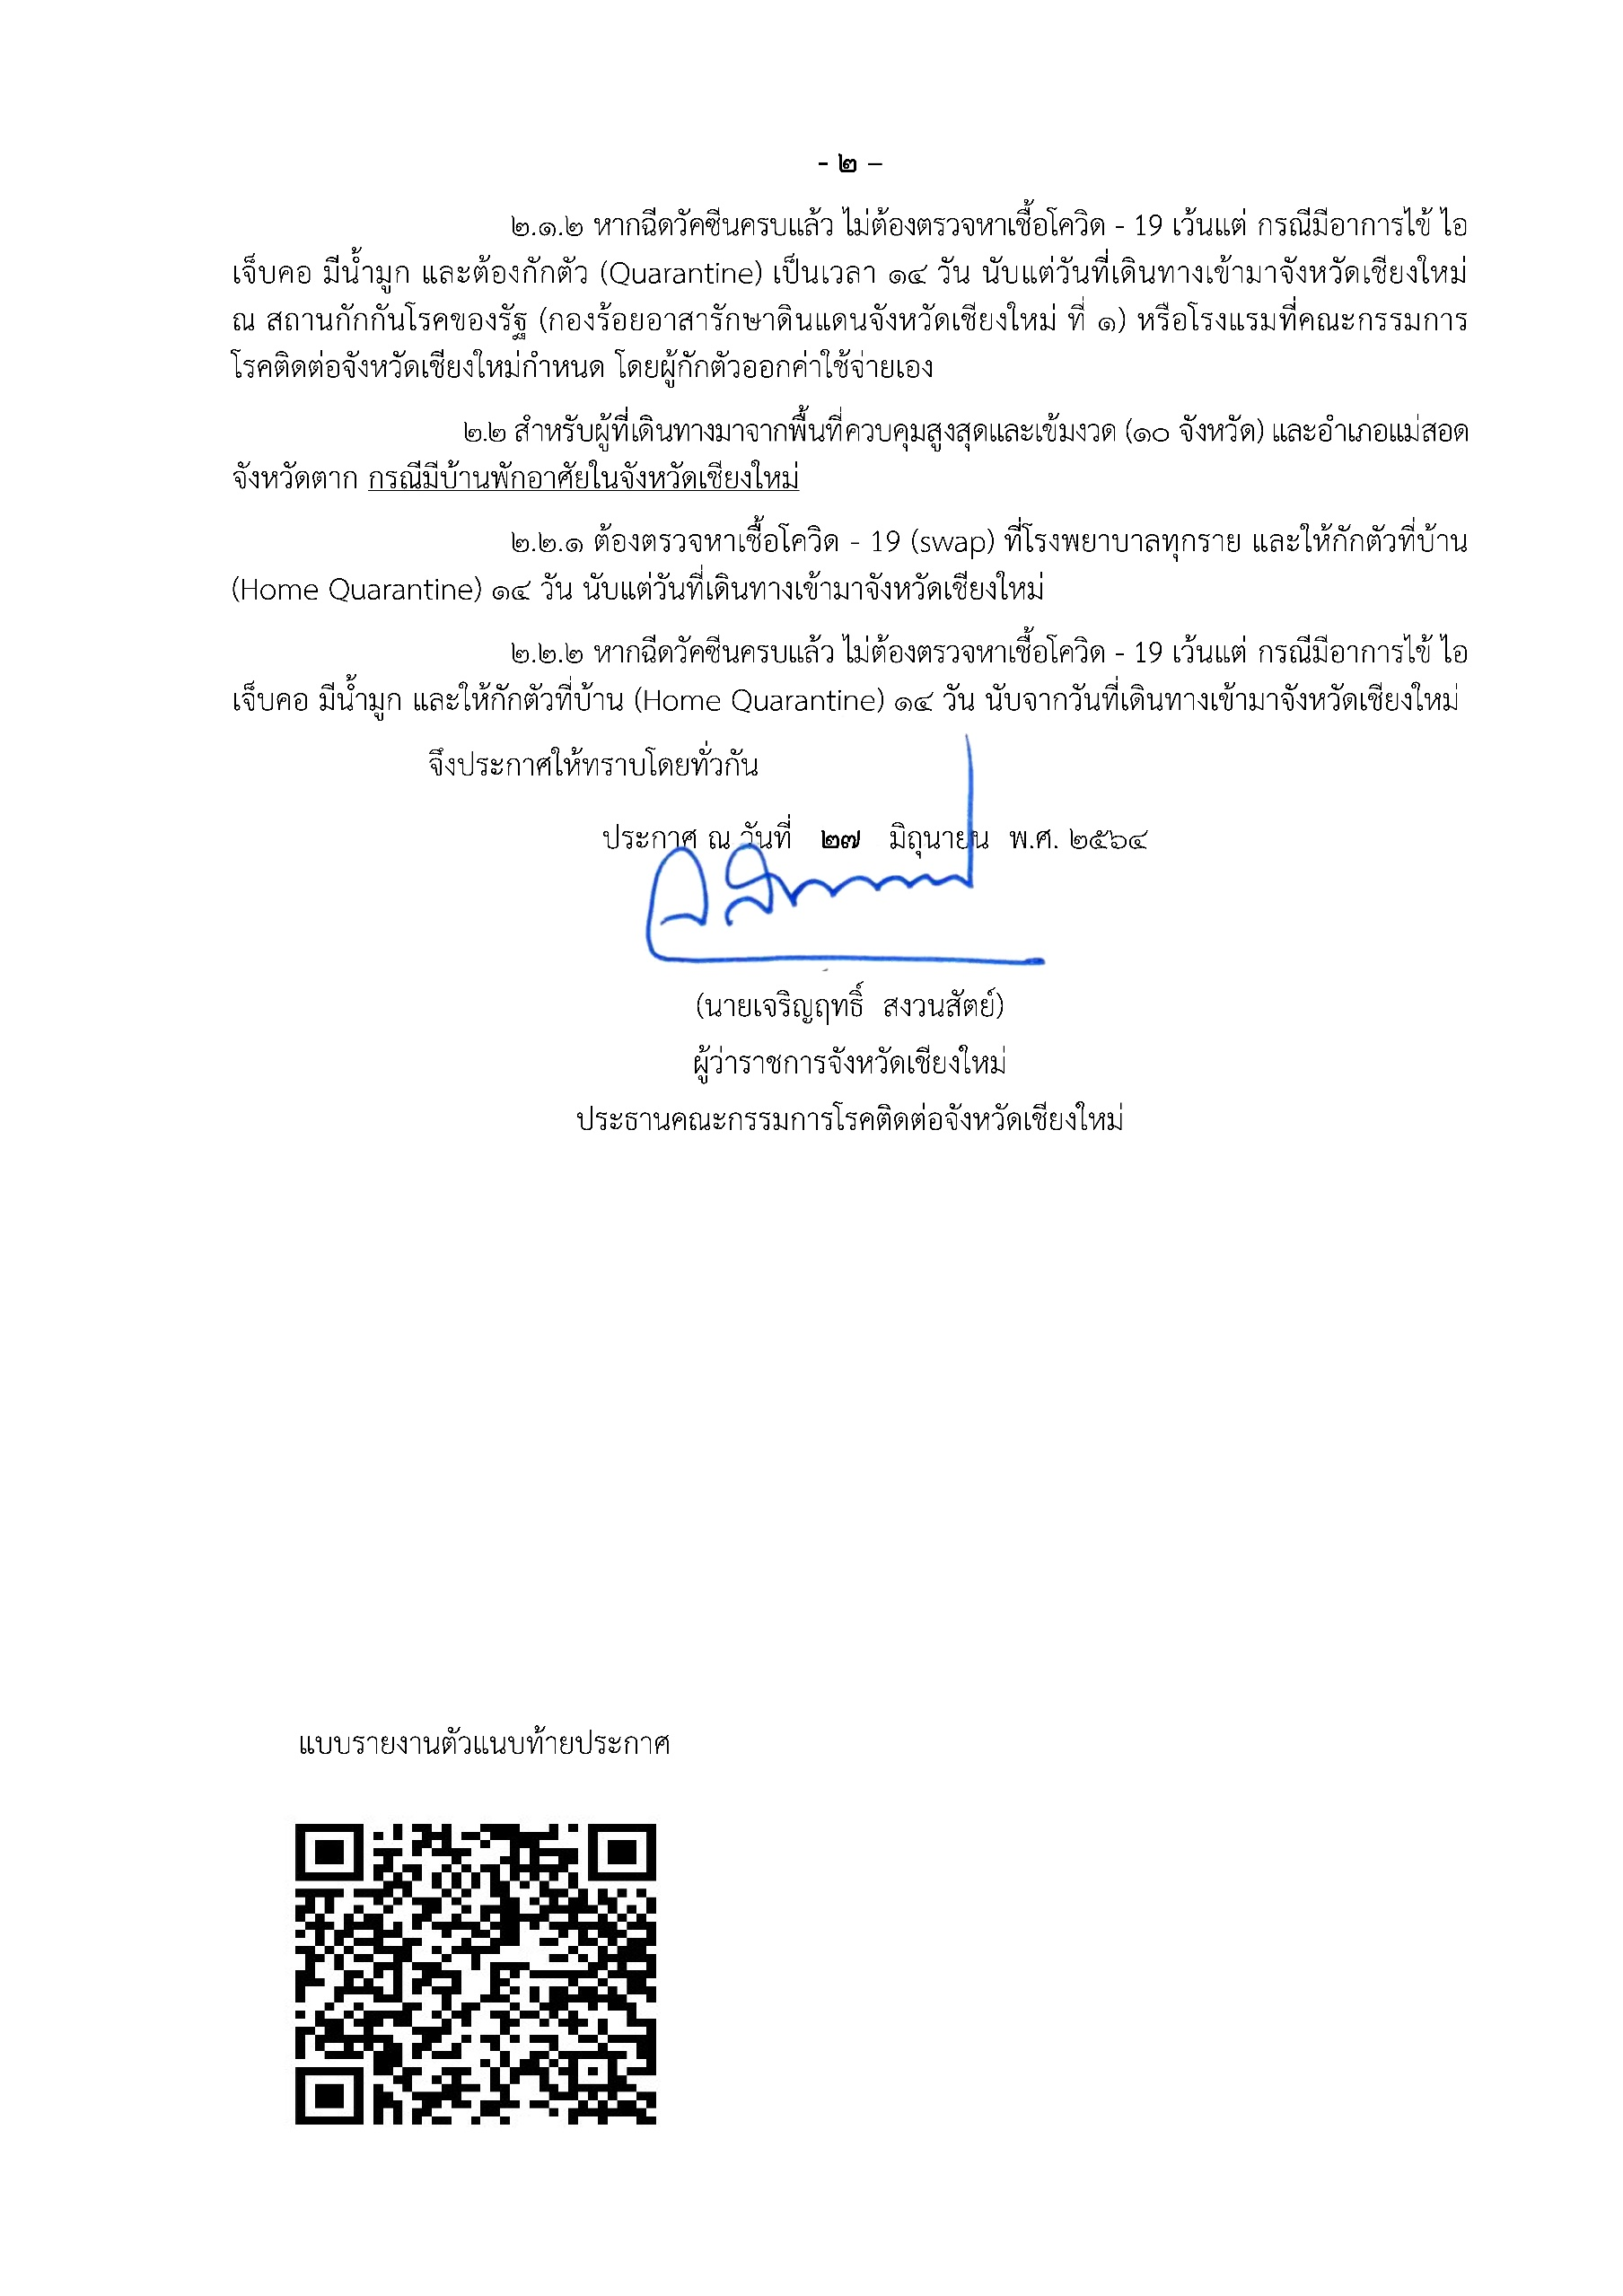 - ๒ –
๒.๑.๒ หากฉีดวัคซีนครบแล้ว ไม่ต้องตรวจหาเชื้อโควิด - 19 เว้นแต่ กรณีมีอาการไข้ ไอ
เจ็บคอ มีน้ำมูก และต้องกักตัว (Quarantine) เป็นเวลา ๑๔ วัน นับแต่วันที่เดินทางเข้ามาจังหวัดเชียงใหม่
ณ สถานกักกันโรคของรัฐ (กองร้อยอาสารักษาดินแดนจังหวัดเชียงใหม่ ที่ ๑) หรือโรงแรมที่คณะกรรมการ
โรคติดต่อจังหวัดเชียงใหม่กำหนด โดยผู้กักตัวออกค่าใช้จ่ายเอง
๒.๒ สำหรับผู้ที่เดินทางมาจากพื้นที่ควบคุมสูงสุดและเข้มงวด (๑๐ จังหวัด) และอำเภอแม่สอด
จังหวัดตาก กรณีมีบ้านพักอาศัยในจังหวัดเชียงใหม่
๒.๒.๑ ต้องตรวจหาเชื้อโควิด - 19 (swap) ที่โรงพยาบาลทุกราย และให้กักตัวที่บ้าน
(Home Quarantine) ๑๔ วัน นับแต่วันที่เดินทางเข้ามาจังหวัดเชียงใหม่
๒.๒.๒ หากฉีดวัคซีนครบแล้ว ไม่ต้องตรวจหาเชื้อโควิด - 19 เว้นแต่ กรณีมีอาการไข้ ไอ
เจ็บคอ มีน้ำมูก และให้กักตัวที่บ้าน (Home Quarantine) ๑๔ วัน นับจากวันที่เดินทางเข้ามาจังหวัดเชียงใหม่
จึงประกาศให้ทราบโดยทั่วกัน
ประกาศ ณ วันที่ ๒๗ มิถุนายน พ.ศ. ๒๕๖๔
(นายเจริญฤทธิ์ สงวนสัตย์)
ผู้ว่าราชการจังหวัดเชียงใหม่
ประธานคณะกรรมการโรคติดต่อจังหวัดเชียงใหม่
แบบรายงานตัวแนบท้ายประกาศ